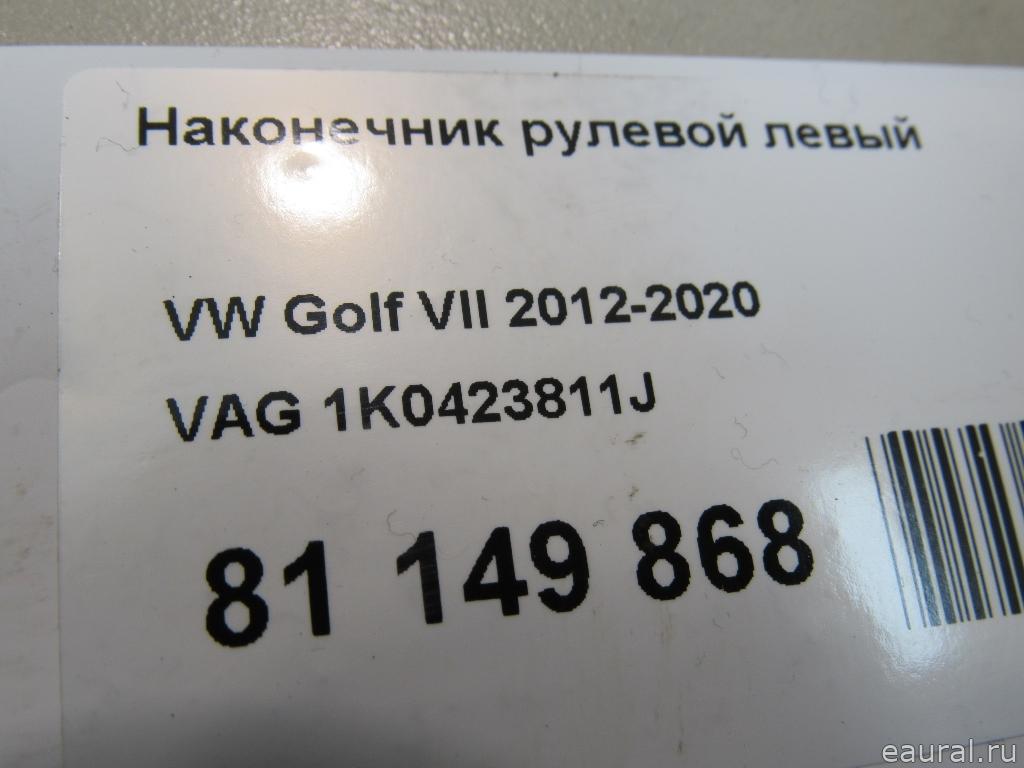 Наконечник рулевой левый
VW Golf VII 2012-2020
VAG 1K0423811J
81 149 868
eaural.ru